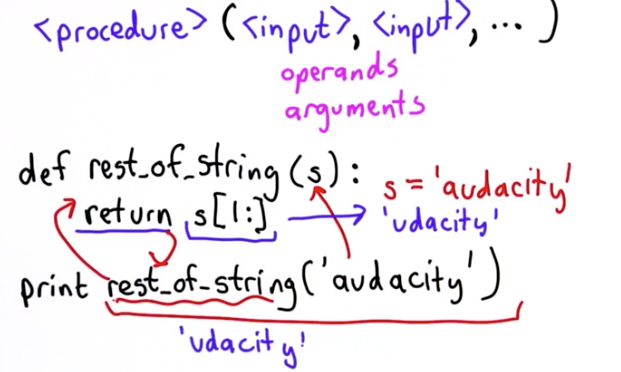 <procedure>(<input>, <input>, ... )
operands
arguments
def rest_of_string(s):
s = 'audacity'
return s[1:]
'udacity'
print rest_of_string('audacity')
'udacity'